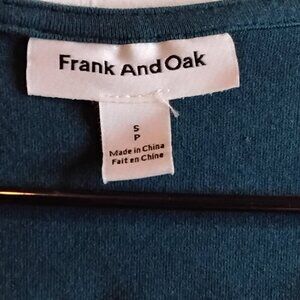 Frank And Oak
S
P
Made in China
Fait en Chine